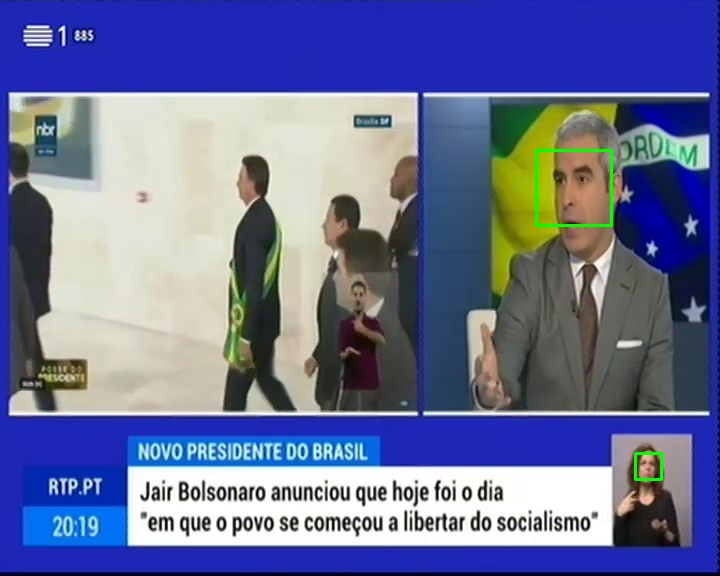 1 885
nbr
Brasília DF
ORDEM
POSSE DO
PRESIDENTE
NOVO PRESIDENTE DO BRASIL
RTP.PT
Jair Bolsonaro anunciou que hoje foi o dia
20:19
"em que o povo se começou a libertar do socialismo"